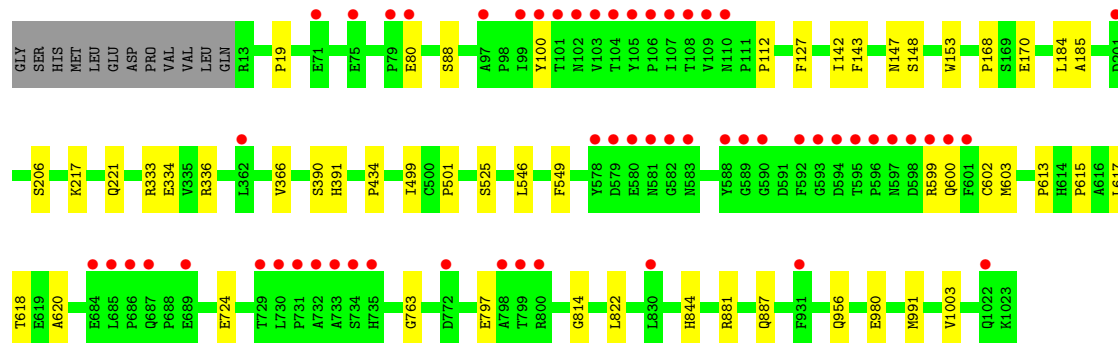 GLY SER HIS MET LEU GLU ASP PRO VAL VAL LEU GLN R13 P19 E71 E75 P79 E80 S88 A97 P98 I99 Y100 T101 N102 V103 T104 Y105 P106 I107 T108 V109 N110 P111 P112 F127 I142 F143 N147 S148 W153 P168 S169 E170 L184 A185 D201
S206 K217 Q221 R333 E334 V335 R336 L362 V366 S390 H391 P434 I499 C500 P501 S525 L546 F549 Y578 D579 E580 N581 G582 N583 Y588 G589 G590 D591 F592 G593 D594 T595 P596 N597 D598 R599 Q600 F601 C602 M603 P613 H614 P615 A616 L617
T618 E619 A620 E684 L685 P686 Q687 P688 E689 E724 T729 L730 P731 A732 A733 S734 H735 G763 D772 E797 A798 T799 R800 G814 L822 L830 H844 R881 Q887 F931 Q956 E980 M991 V1003 Q1022 K1023